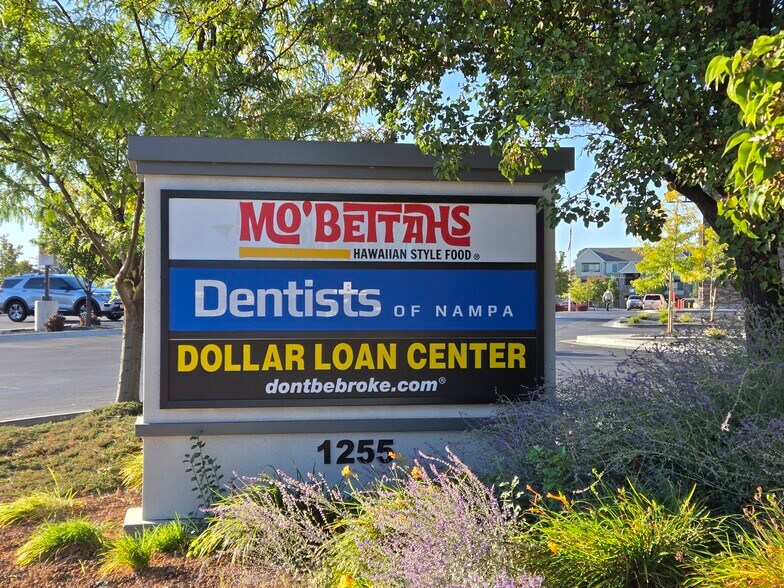 MO'BETTAHS
HAWAIIAN STYLE FOOD®
Dentists OF NAMPA
DOLLAR LOAN CENTER
dontbebroke.com®
1255